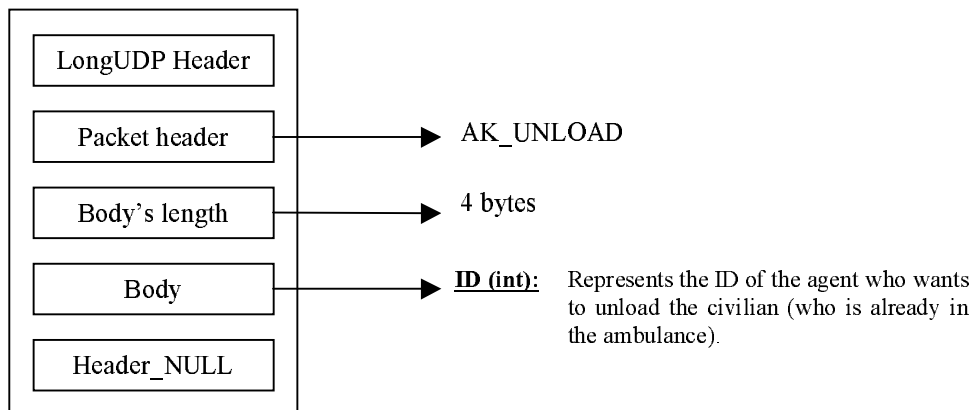 LongUDP Header
Packet header
AK_UNLOAD
Body’s length
4 bytes
Body
ID (int): Represents the ID of the agent who wants
to unload the civilian (who is already in
the ambulance).
Header_NULL